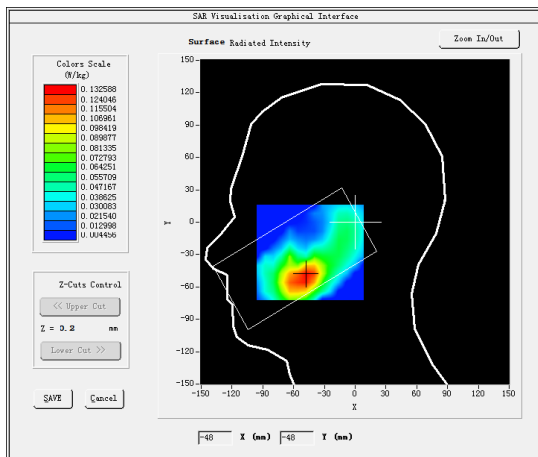 SAR Visualisation Graphical Interface
Surface Radiated Intensity
Zoom In/Out
Colors Scale
(W/kg)
0.132588
0.124046
0.115504
0.106961
0.098419
0.089877
0.081335
0.072793
0.064251
0.055709
0.047167
0.038625
0.030083
0.021540
0.012998
0.004456
Z-Cuts Control
<< Upper Cut
Z = 3.2 mm
Lower Cut >>
SAVE
Cancel
150
120
90
60
30
0
-30
-60
-90
-120
-150
Y
-150 -120 -90 -60 -30 0 30 60 90 120 150
X
-48 X (mm) -48 Y (mm)